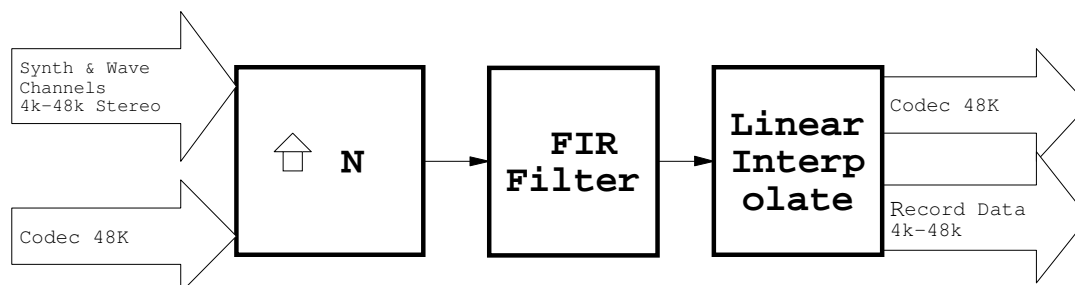 Synth & Wave
Channels
4k-48k Stereo
Codec 48K
N
FIR
Filter
Linear
Interp
olate
Codec 48K
Record Data
4k-48k